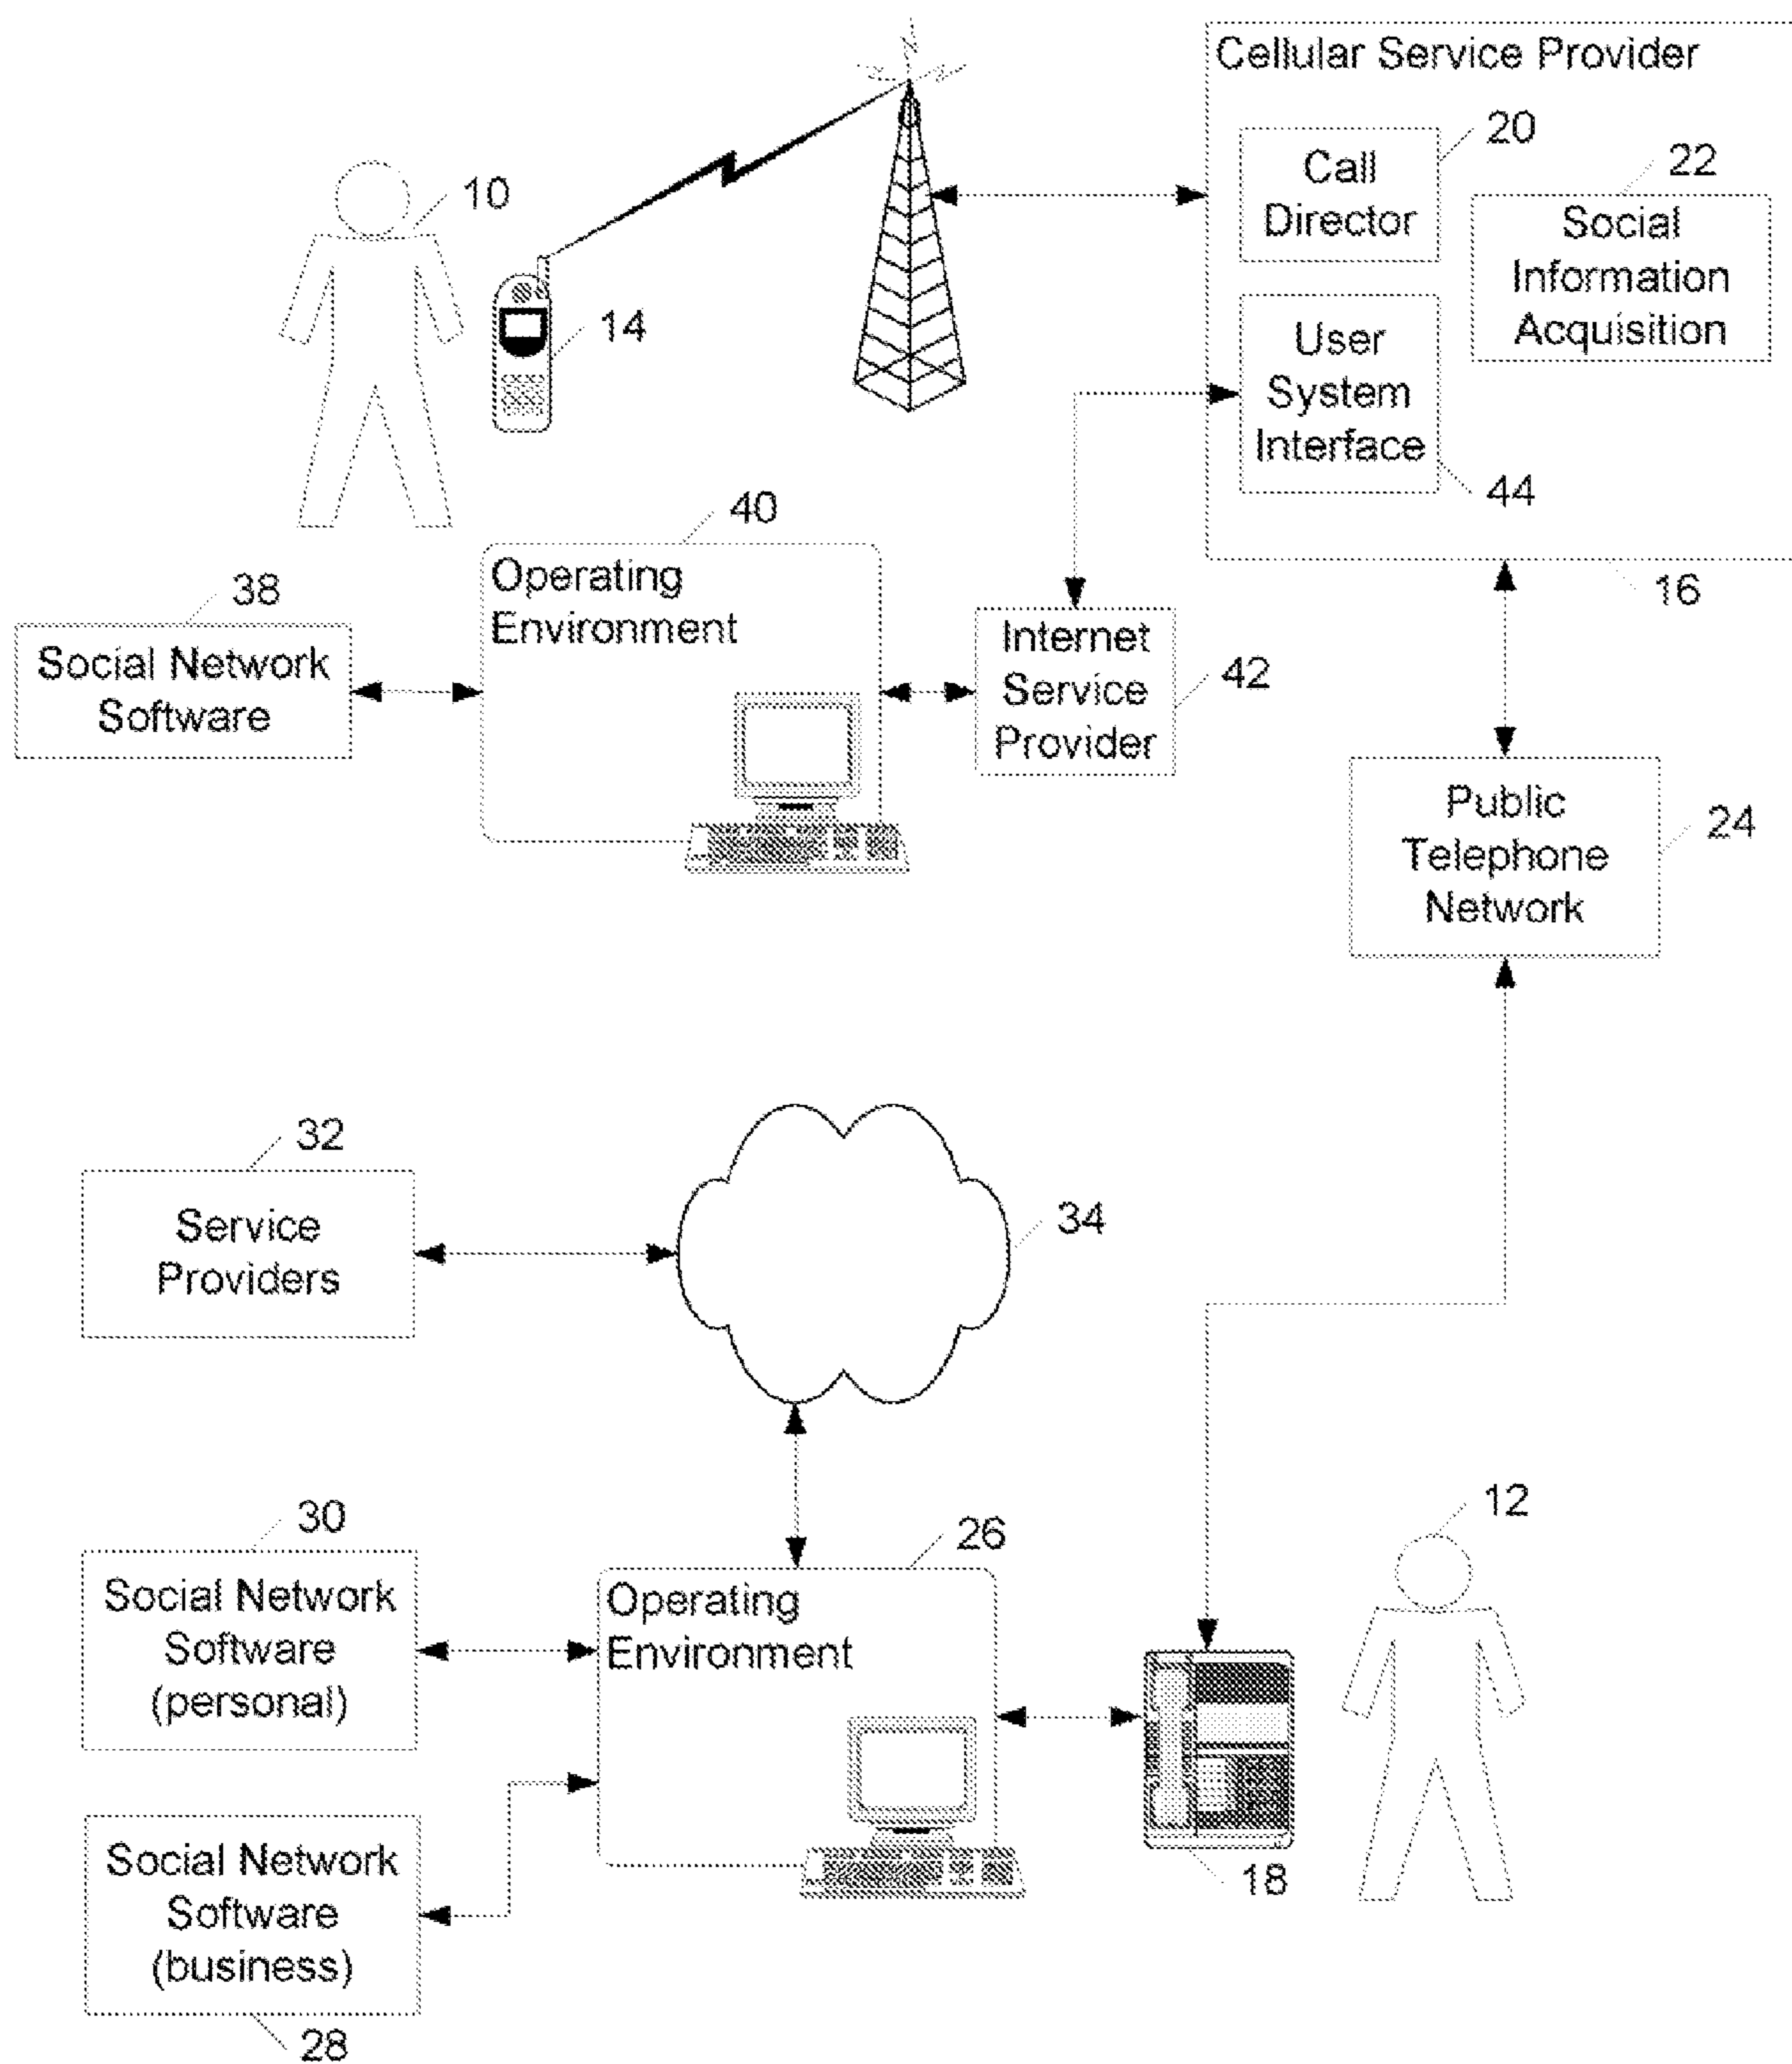 Cellular Service Provider
20
Call
Director
22
Social
Information
Acquisition
10
14
User
System
Interface
44
16
40
Operating
Environment
38
Social Network
Software
Internet
Service
Provider
42
Public
Telephone
Network
24
32
Service
Providers
34
30
Social Network
Software
(personal)
26
Operating
Environment
12
18
Social Network
Software
(business)
28